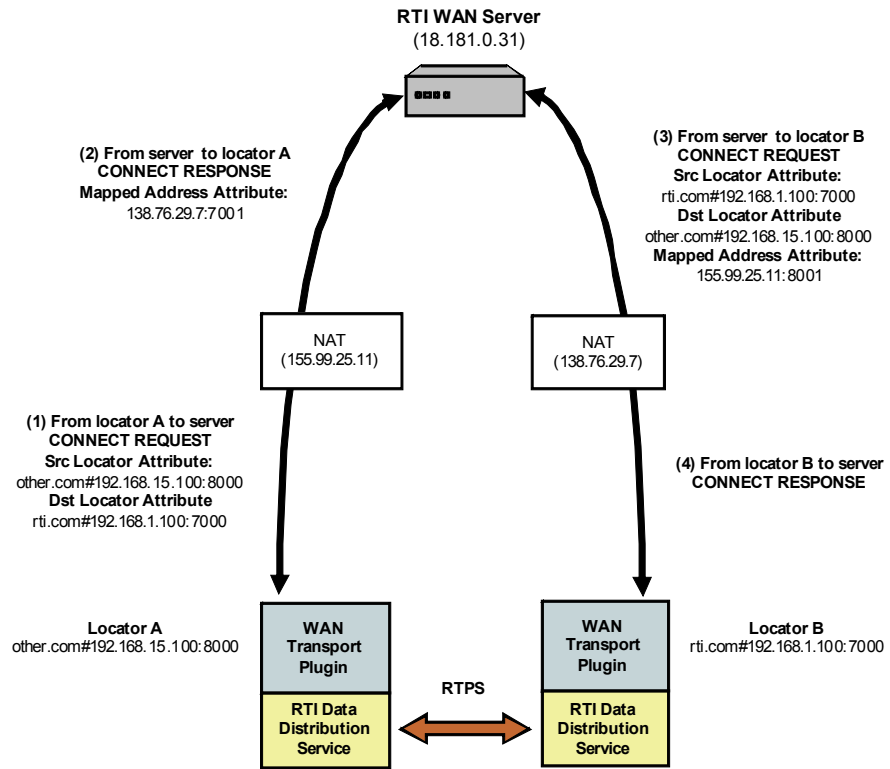 RTI WAN Server
(18.181.0.31)
(2) From server to locator A
CONNECT RESPONSE
Mapped Address Attribute:
138.76.29.7:7001
(3) From server to locator B
CONNECT REQUEST
Src Locator Attribute:
rti.com#192.168.1.100:7000
Dst Locator Attribute
other.com#192.168.15.100:8000
Mapped Address Attribute:
155.99.25.11:8001
NAT
(155.99.25.11)
NAT
(138.76.29.7)
(1) From locator A to server
CONNECT REQUEST
Src Locator Attribute:
other.com#192.168.15.100:8000
Dst Locator Attribute
rti.com#192.168.1.100:7000
(4) From locator B to server
CONNECT RESPONSE
Locator A
other.com#192.168.15.100:8000
WAN
Transport
Plugin
RTI Data
Distribution
Service
RTPS
WAN
Transport
Plugin
RTI Data
Distribution
Service
Locator B
rti.com#192.168.1.100:7000